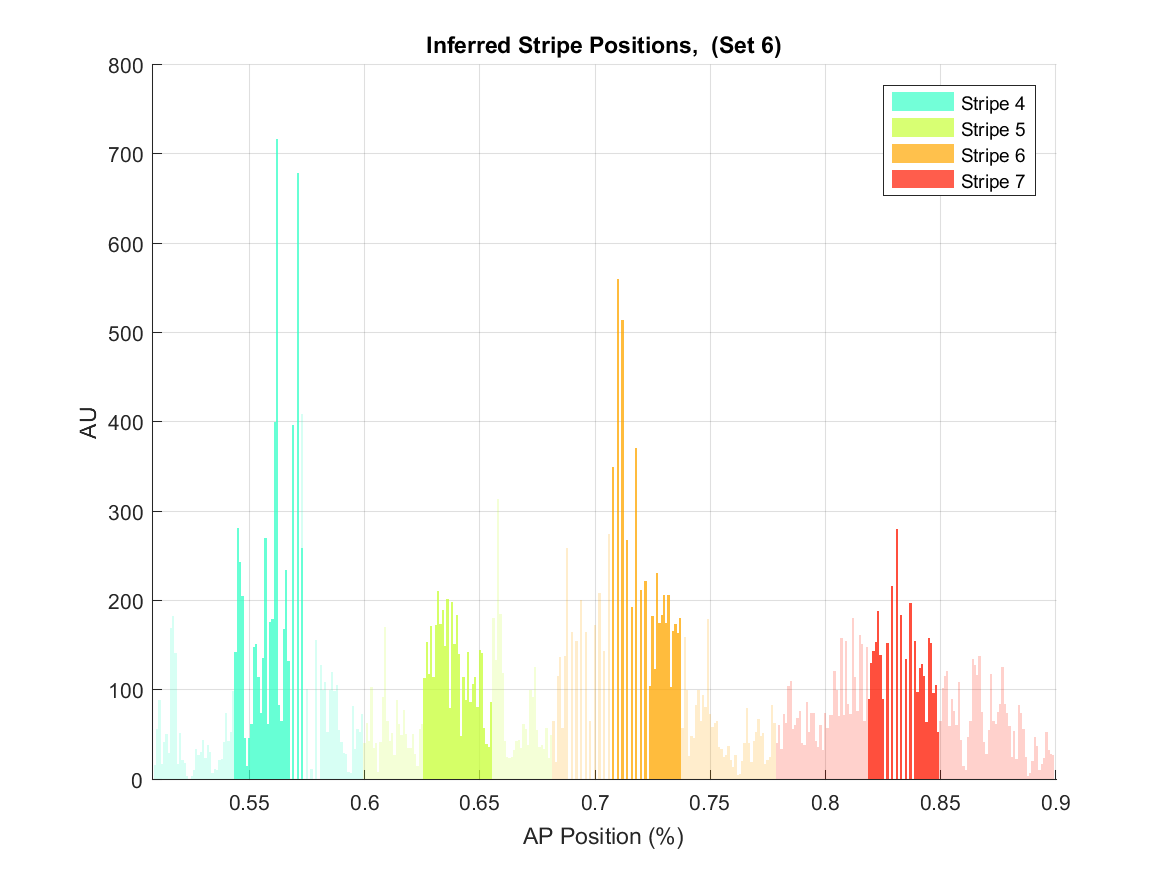 Inferred Stripe Positions,  (Set 6)
800
700
600
500
400
300
200
100
0
AU
Stripe 4
Stripe 5
Stripe 6
Stripe 7
0.55 0.6 0.65 0.7 0.75 0.8 0.85 0.9
AP Position (%)